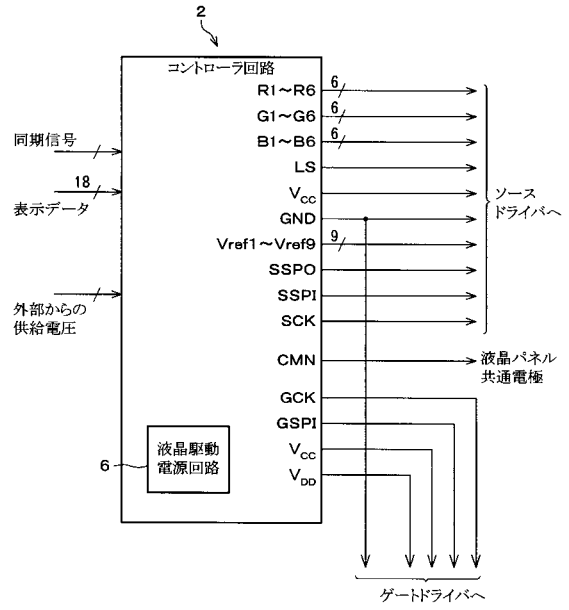 2
コントローラ回路
同期信号
18
表示データ
外部からの
供給電圧
R1～R6
6
G1～G6
6
B1～B6
6
LS
VCC
GND
Vref1～Vref9
9
SSPO
SSPI
SCK
ソース
ドライバへ
CMN
液晶パネル
共通電極
GCK
GSPI
VCC
VDD
6
液晶駆動
電源回路
ゲートドライバへ